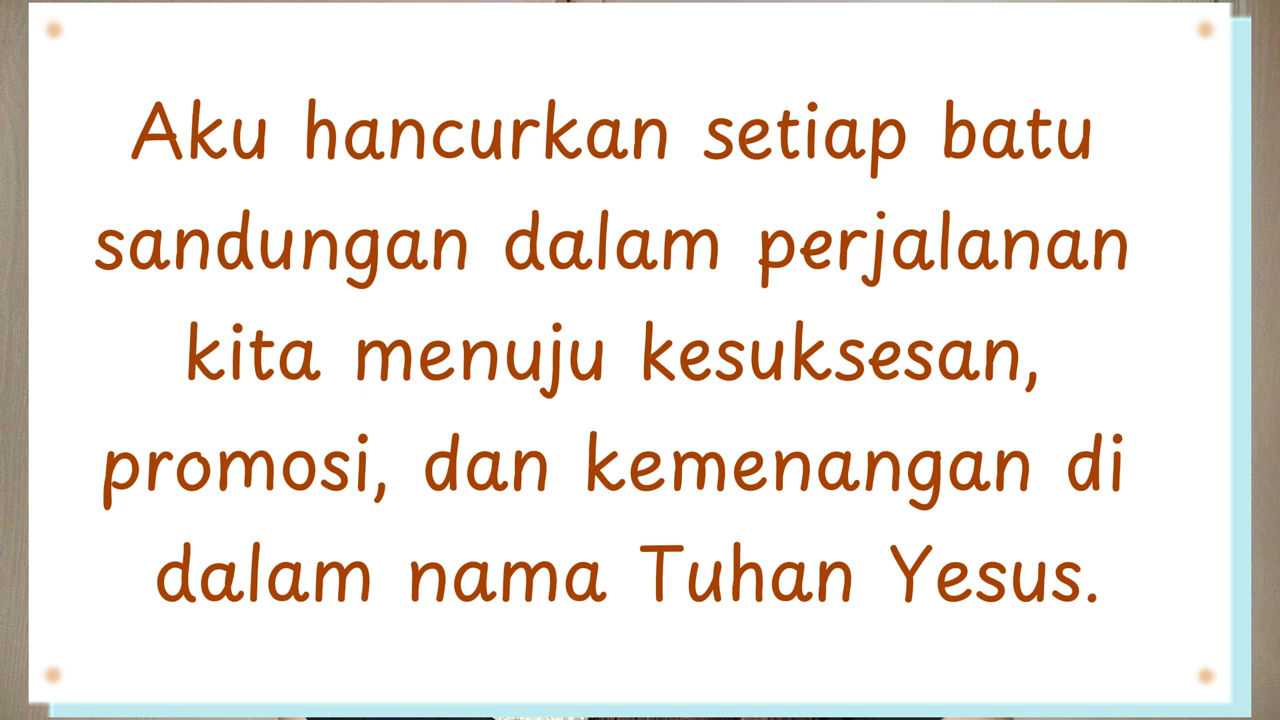 Aku hancurkan setiap batu
sandungan dalam perjalanan
kita menuju kesuksesan,
promosi, dan kemenangan di
dalam nama Tuhan Yesus.